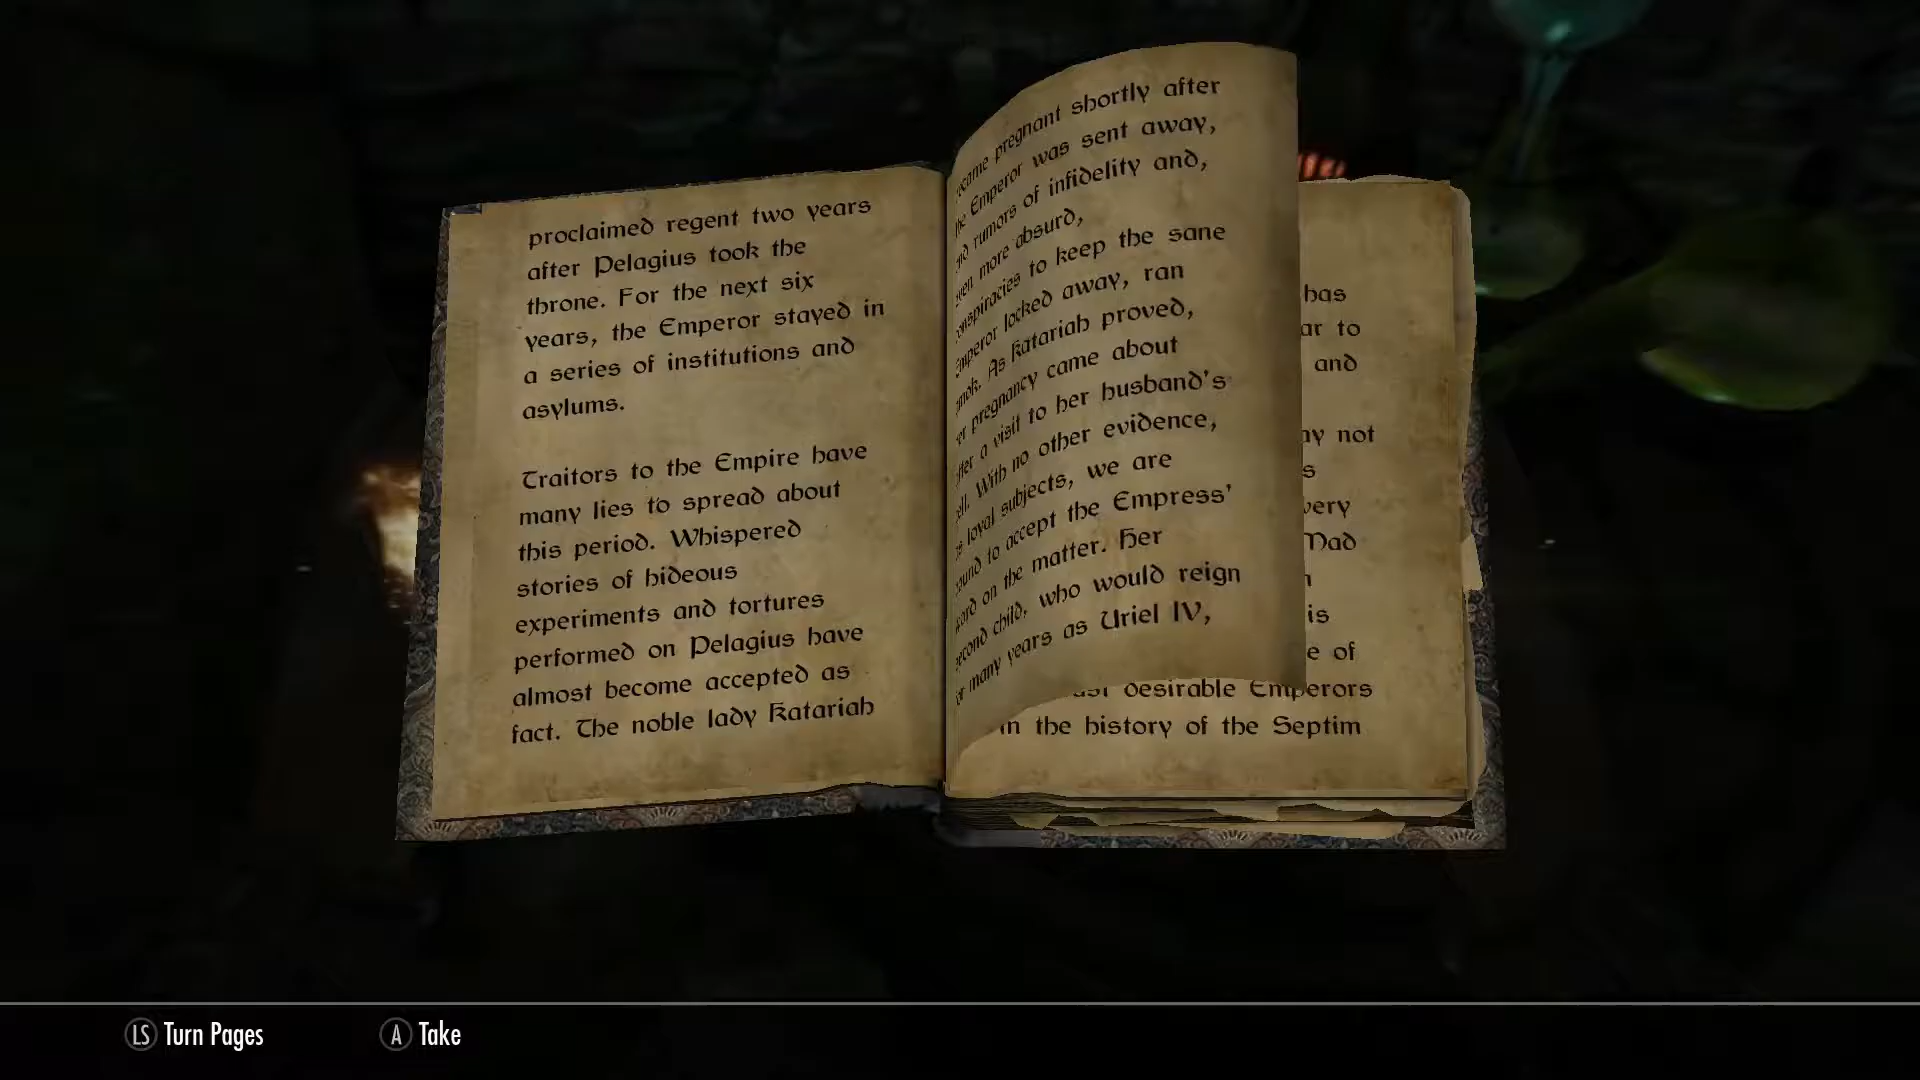 proclaimed regent two years
after Pelagius took the
throne. For the next six
years, the Emperor stayed in
a series of institutions and
asylums.
Traitors to the Empire have
many lies to spread about
this period. Whispered
stories of hideous
experiments and tortures
performed on Pelagius have
almost become accepted as
fact. The noble lady Katariah
pregnant shortly after
the Emperor was sent away,
rumors of infidelity and,
more absurd,
to keep the sane
Emperor locked away, ran
As Katariah proved,
pregnancy came about
a visit to her husband's
With no other evidence,
loyal subjects, we are
to accept the Empress'
on the matter. Her
child, who would reign
many years as Uriel IV,
has
to
and
not
Mad
is
of
desirable Emperors
in the history of the Septim
LS Turn Pages
A Take